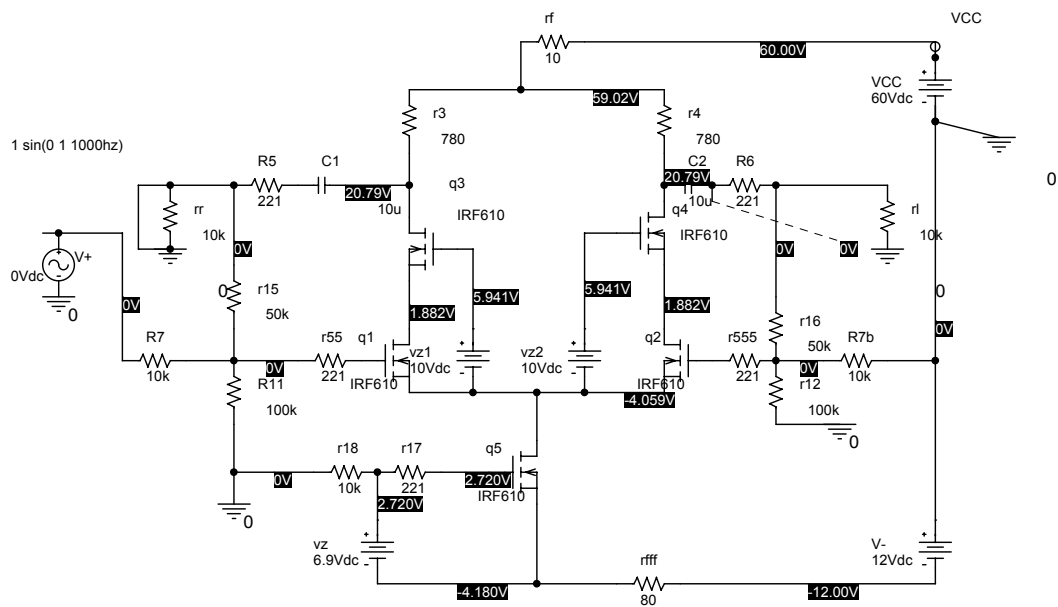 VCC
rf
10
60.00V
VCC
60Vdc
59.02V
r3
780
r4
780
1 sin(0 1 1000hz)
R5
221
C1
10u
20.79V
q3
IRF610
C2
10u
20.79V
R6
221
q4
IRF610
0
rr
10k
rl
10k
0V
0V
0V
V+
0Vdc
0
0V
0
r15
50k
5.941V
5.941V
1.882V
1.882V
0
r16
50k
0V
R7
10k
0V
r55
221
q1
IRF610
vz1
10Vdc
vz2
10Vdc
q2
IRF610
r555
221
0V
R7b
10k
R11
100k
-4.059V
r12
100k
0
r18
10k
r17
221
q5
IRF610
0V
2.720V
2.720V
0
vz
6.9Vdc
V-
12Vdc
-4.180V
rfff
80
-12.00V